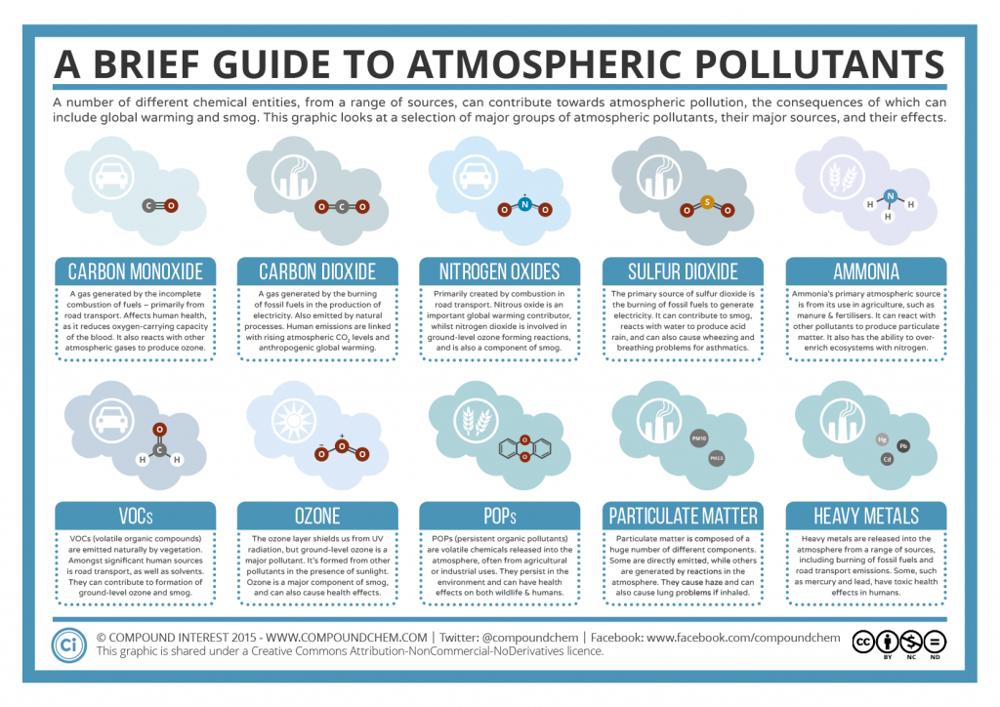 A BRIEF GUIDE TO ATMOSPHERIC POLLUTANTS
A number of different chemical entities, from a range of sources, can contribute towards atmospheric pollution, the consequences of which can
include global warming and smog. This graphic looks at a selection of major groups of atmospheric pollutants, their major sources, and their effects.
C O
CARBON MONOXIDE
A gas generated by the incomplete
combustion of fuels – primarily from
road transport. Affects human health,
as it reduces oxygen-carrying capacity
of the blood. It also reacts with other
atmospheric gases to produce ozone.
O C O
CARBON DIOXIDE
A gas generated by the burning
of fossil fuels in the production of
electricity. Also emitted by natural
processes. Human emissions are linked
with rising atmospheric CO₂ levels and
anthropogenic global warming.
+
O N O
NITROGEN OXIDES
Primarily created by combustion in
road transport. Nitrous oxide is an
important global warming contributor,
whilst nitrogen dioxide is involved in
ground-level ozone forming reactions,
and is also a component of smog.
O S O
SULFUR DIOXIDE
The primary source of sulfur dioxide is
the burning of fossil fuels to generate
electricity. It can contribute to smog,
reacts with water to produce acid
rain, and can also cause wheezing and
breathing problems for asthmatics.
N
H H
H
AMMONIA
Ammonia's primary atmospheric source
is from its use in agriculture, such as
manure & fertilisers. It can react with
other pollutants to produce particulate
matter. It also has the ability to over-
enrich ecosystems with nitrogen.
O
C
H H
VOCs
VOCs (volatile organic compounds)
are emitted naturally by vegetation.
Amongst significant human sources
is road transport, as well as solvents.
They can contribute to formation of
ground-level ozone and smog.
− +
O O O
OZONE
The ozone layer shields us from UV
radiation, but ground-level ozone is a
major pollutant. It's formed from other
pollutants in the presence of sunlight.
Ozone is a major component of smog,
and can also cause health effects.
O
O
POPs
POPs (persistent organic pollutants)
are volatile chemicals released into the
atmosphere, often from agricultural
or industrial uses. They persist in the
environment and can have health
effects on both wildlife & humans.
PM10
PM2.5
PARTICULATE MATTER
Particulate matter is composed of a
huge number of different components.
Some are directly emitted, while others
are generated by reactions in the
atmosphere. They cause haze and can
also cause lung problems if inhaled.
Hg
Pb
Cd
HEAVY METALS
Heavy metals are released into the
atmosphere from a range of sources,
including burning of fossil fuels and
road transport emissions. Some, such
as mercury and lead, have toxic health
effects in humans.
Ci
© COMPOUND INTEREST 2015 - WWW.COMPOUNDCHEM.COM | Twitter: @compoundchem | Facebook: www.facebook.com/compoundchem
This graphic is shared under a Creative Commons Attribution-NonCommercial-NoDerivatives licence.
cc
BY NC ND